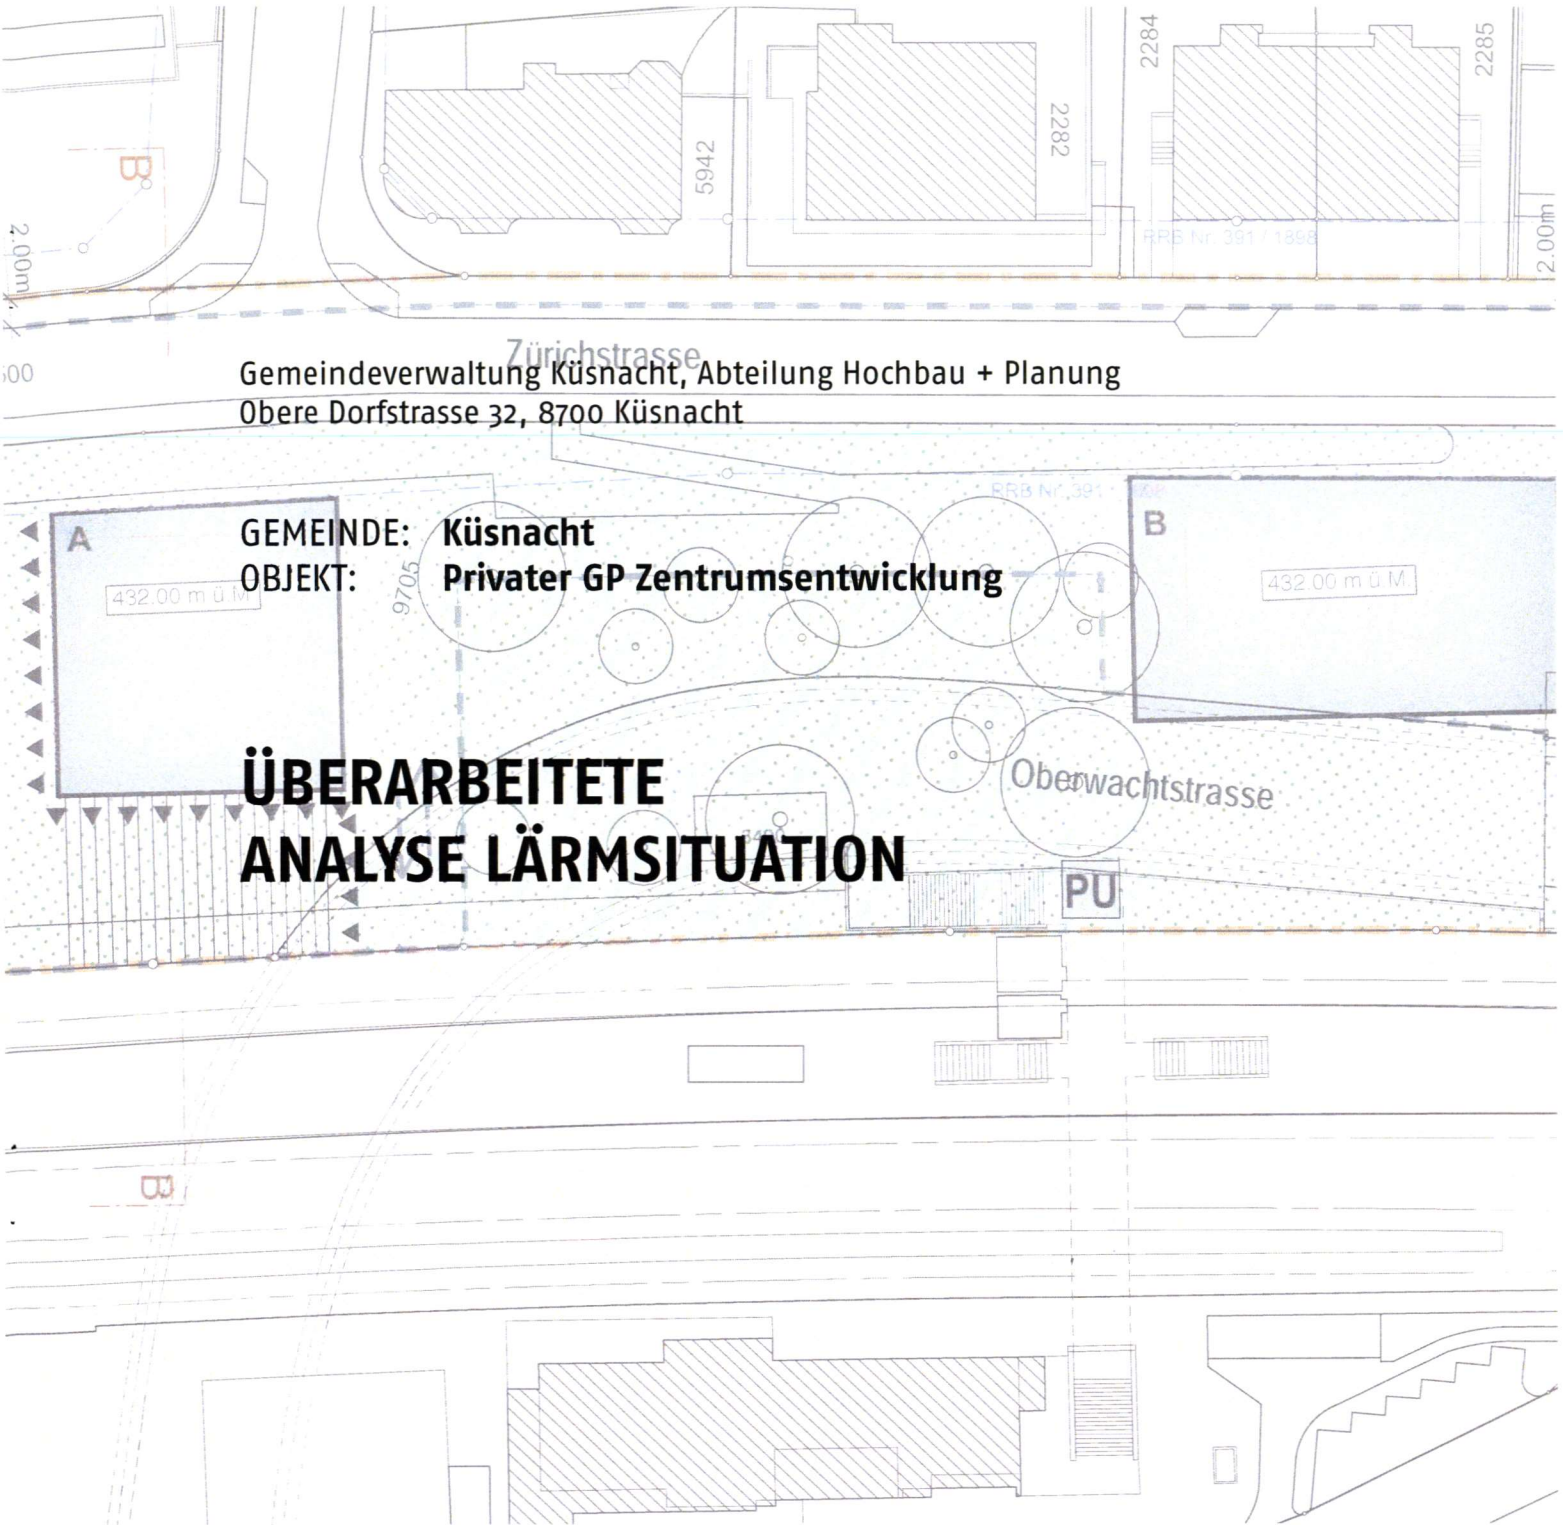 2284
2285
2282
5942
B
2.00m
RRB Nr. 391 / 1898
2.00m
Zürichstrasse
Gemeindeverwaltung Küsnacht, Abteilung Hochbau + Planung
Obere Dorfstrasse 32, 8700 Küsnacht
RRB Nr. 391
A
B
GEMEINDE: Küsnacht
OBJEKT: Privater GP Zentrumsentwicklung
432.00 m ü.M.
9705
432.00 m ü.M.
ÜBERARBEITETE
ANALYSE LÄRMSITUATION
Oberwachtstrasse
PU
B